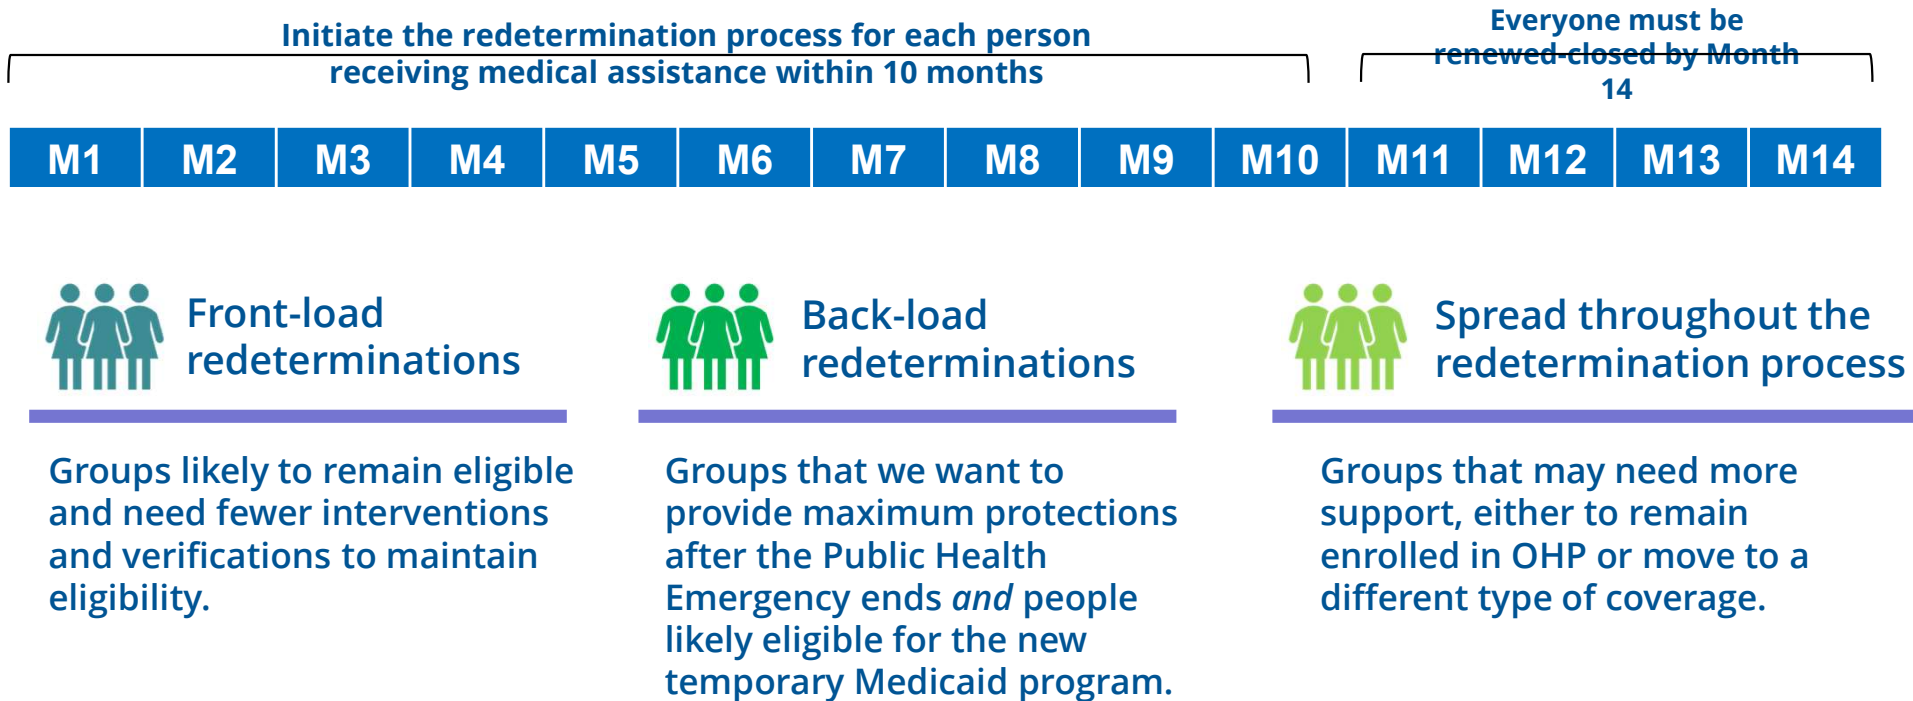 Initiate the redetermination process for each person
receiving medical assistance within 10 months
Everyone must be
renewed-closed by Month
14
M1 M2 M3 M4 M5 M6 M7 M8 M9 M10 M11 M12 M13 M14
Front-load
redeterminations
Groups likely to remain eligible
and need fewer interventions
and verifications to maintain
eligibility.
Back-load
redeterminations
Groups that we want to
provide maximum protections
after the Public Health
Emergency ends and people
likely eligible for the new
temporary Medicaid program.
Spread throughout the
redetermination process
Groups that may need more
support, either to remain
enrolled in OHP or move to a
different type of coverage.